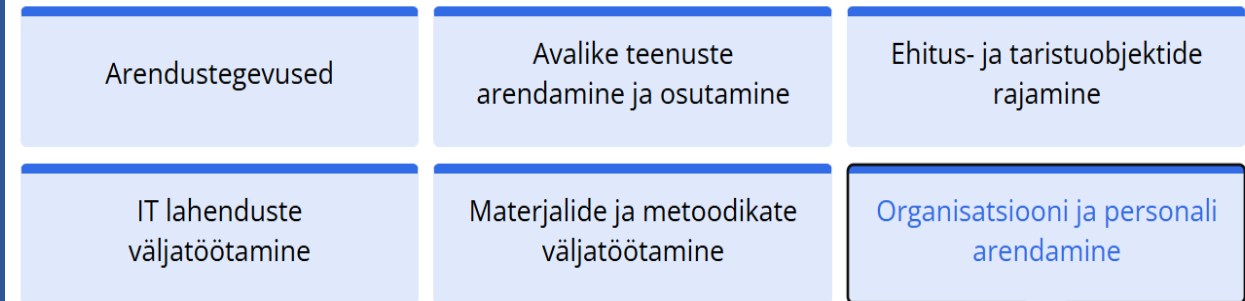 Arendustegevused
Avalike teenuste
arendamine ja osutamine
Ehitus- ja taristuobjektide
rajamine
IT lahenduste
väljatöötamine
Materjalide ja metoodikate
väljatöötamine
Organisatsiooni ja personali
arendamine